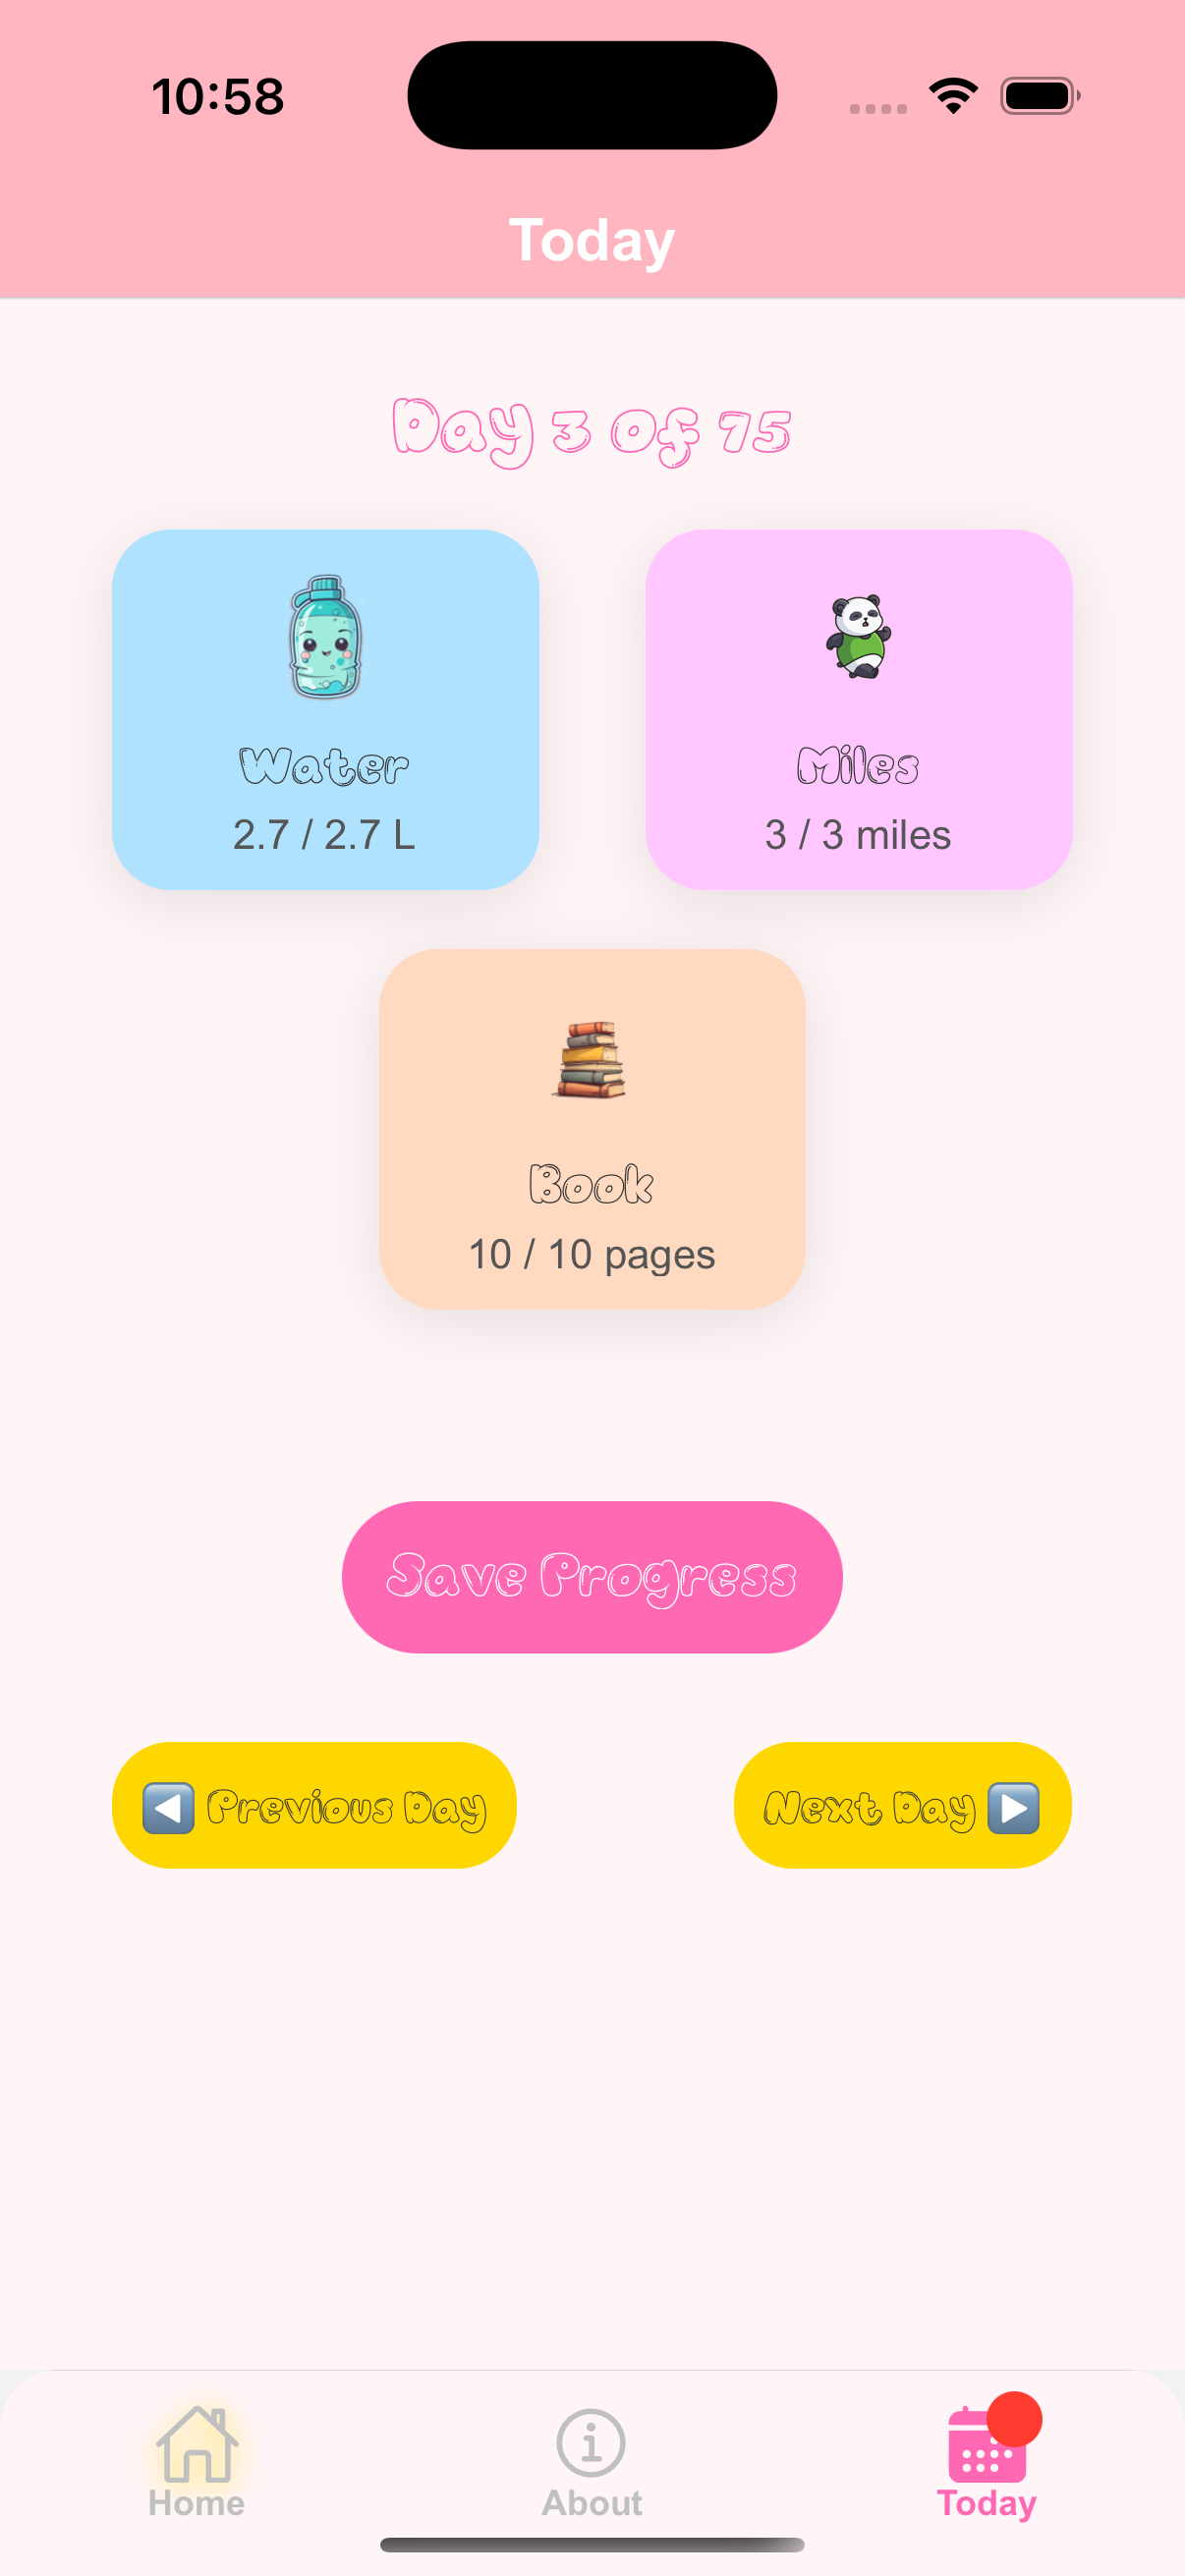 10:58
Today
Day 3 of 75
Water
2.7 / 2.7 L
Miles
3 / 3 miles
Book
10 / 10 pages
Save Progress
Previous Day
Next Day
Home
About
Today